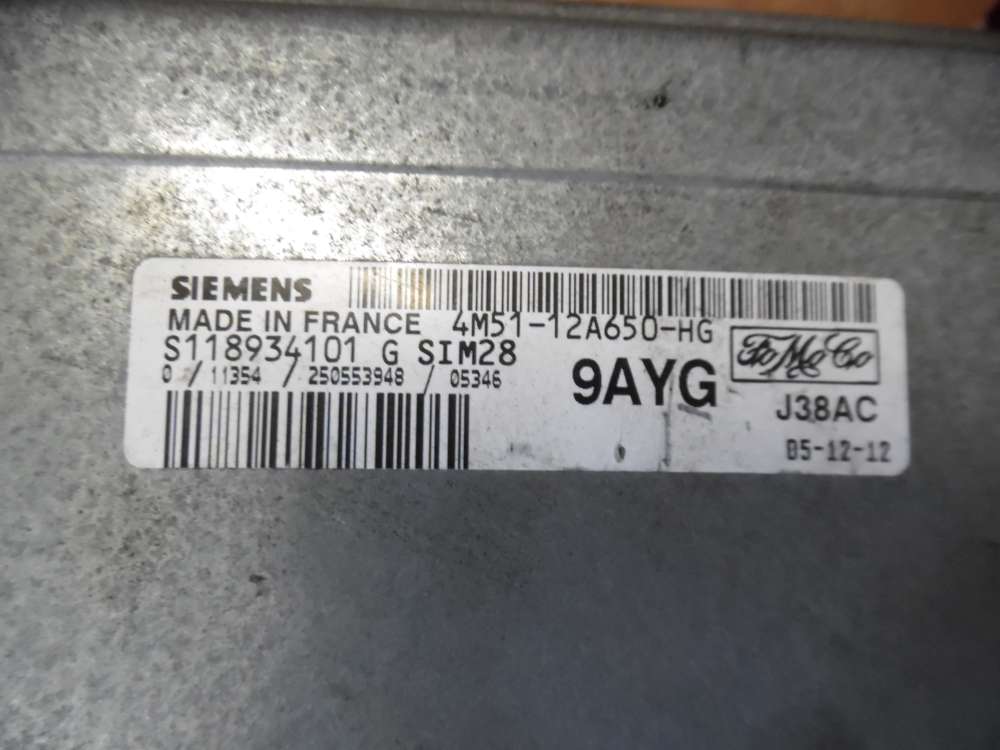 SIEMENS
MADE IN FRANCE 4M51-12A650-HG
S118934101 G SIM28
0 / 11354 / 250553948 / 05346
9AYG
FoMoCo
J38AC
05-12-12